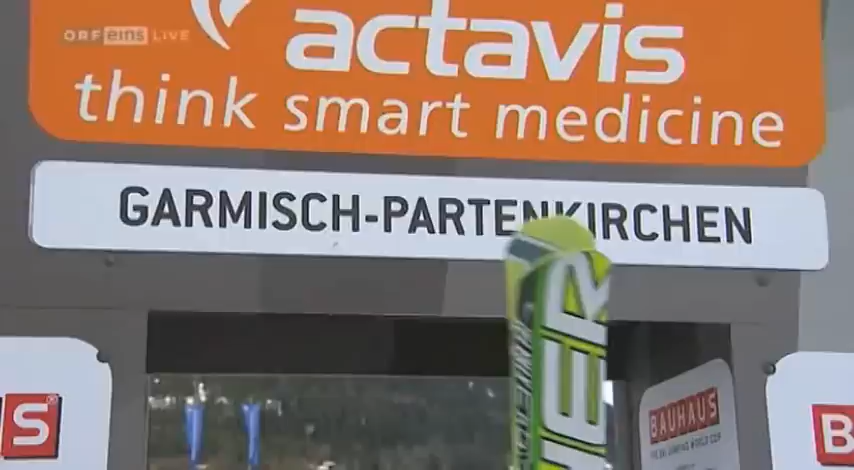 ORF eins LIVE
actavis
think smart medicine
GARMISCH-PARTENKIRCHEN
S
BAUHAUS
B